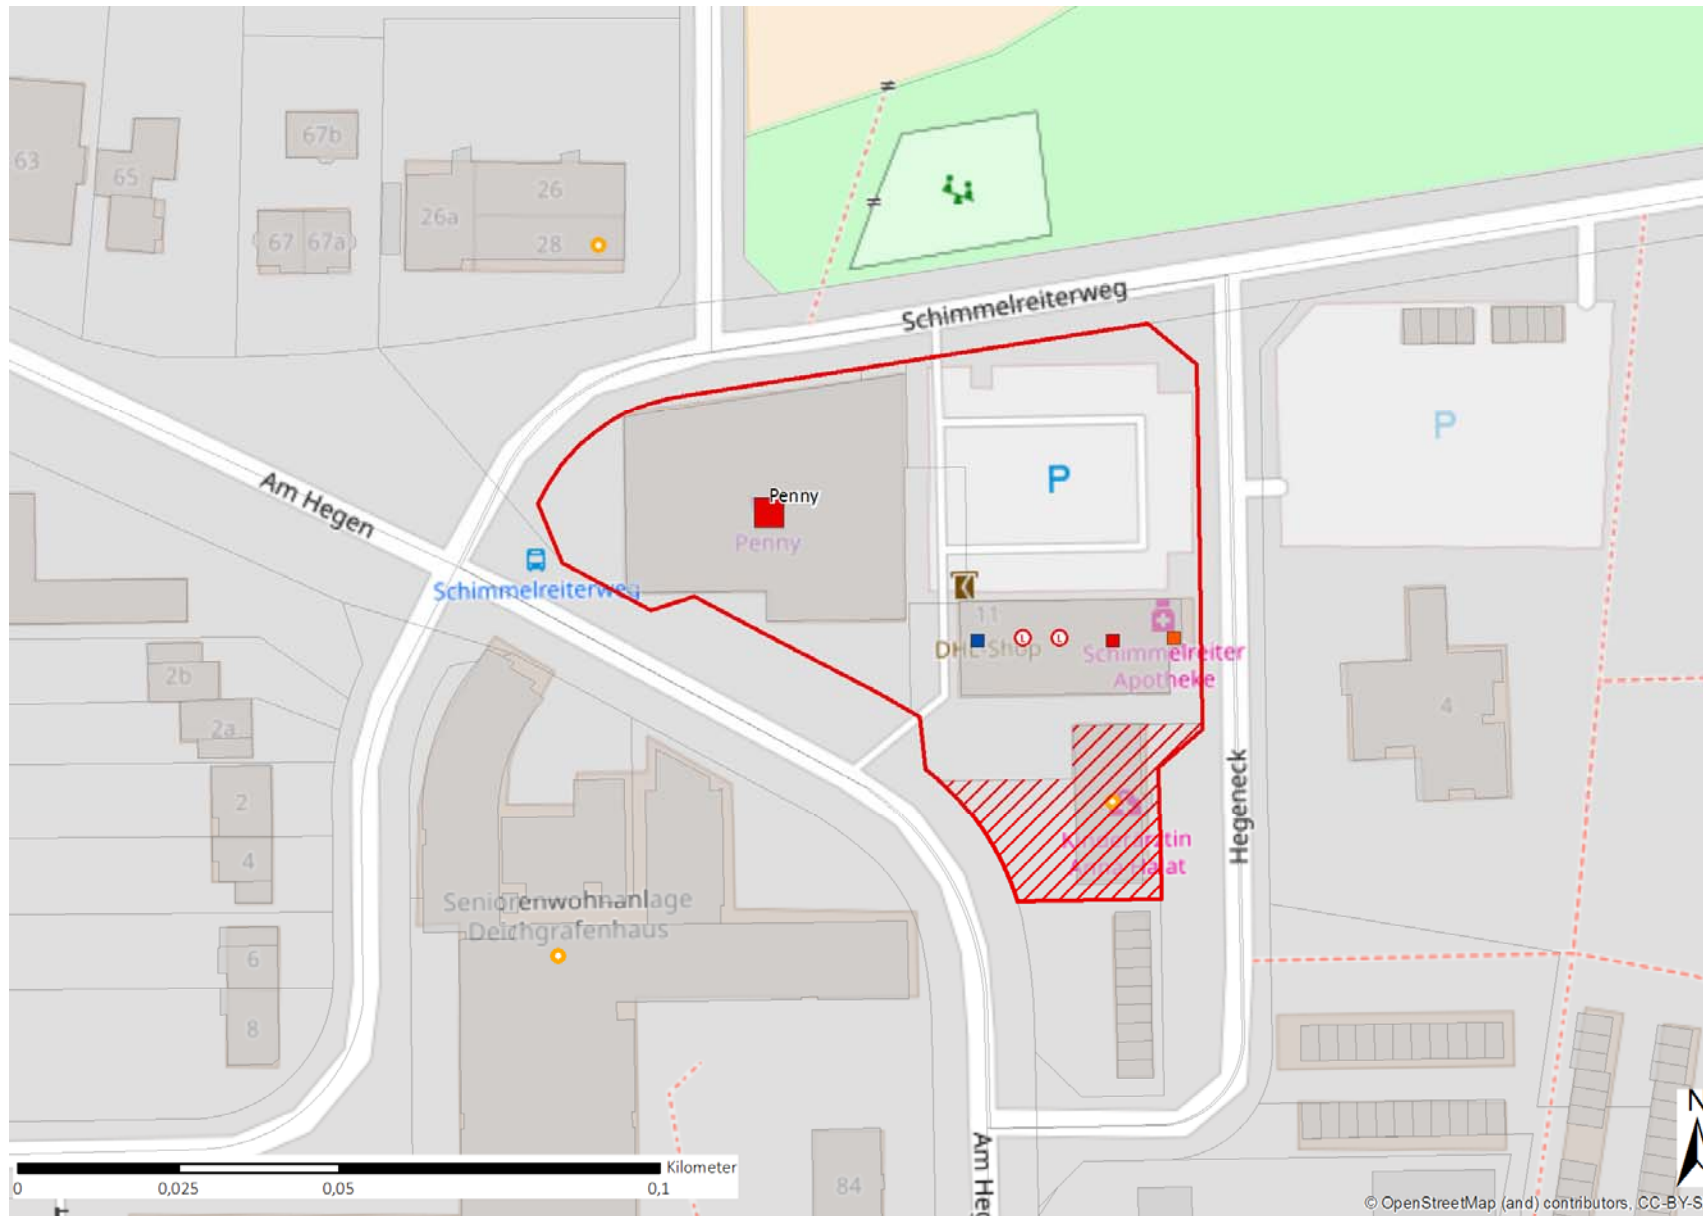 63
65
67b
67
67a
26a
26
28
Schimmelreiterweg
Am Hegen
P
P
Penny
Penny
Schimmelreiterweg
11
DHL-Shop
L
L
Schimmelreiter
Apotheke
4
2b
2a
2
4
6
8
Hegeneck
Kinderärztin
Seniorenwohnanlage
Deichgrafenhaus
Am Heg
84
N
Kilometer
0
0,025
0,05
0,1
© OpenStreetMap (and) contributors, CC-BY-S